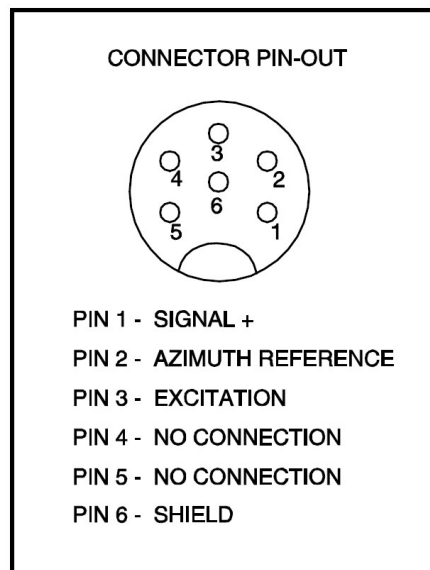 CONNECTOR PIN-OUT
3
4 2
6
5 1
PIN 1 - SIGNAL +
PIN 2 - AZIMUTH REFERENCE
PIN 3 - EXCITATION
PIN 4 - NO CONNECTION
PIN 5 - NO CONNECTION
PIN 6 - SHIELD